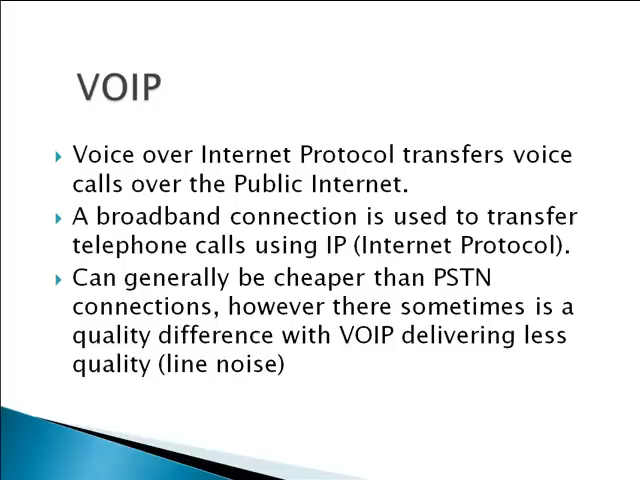 VOIP
Voice over Internet Protocol transfers voice
calls over the Public Internet.
A broadband connection is used to transfer
telephone calls using IP (Internet Protocol).
Can generally be cheaper than PSTN
connections, however there sometimes is a
quality difference with VOIP delivering less
quality (line noise)